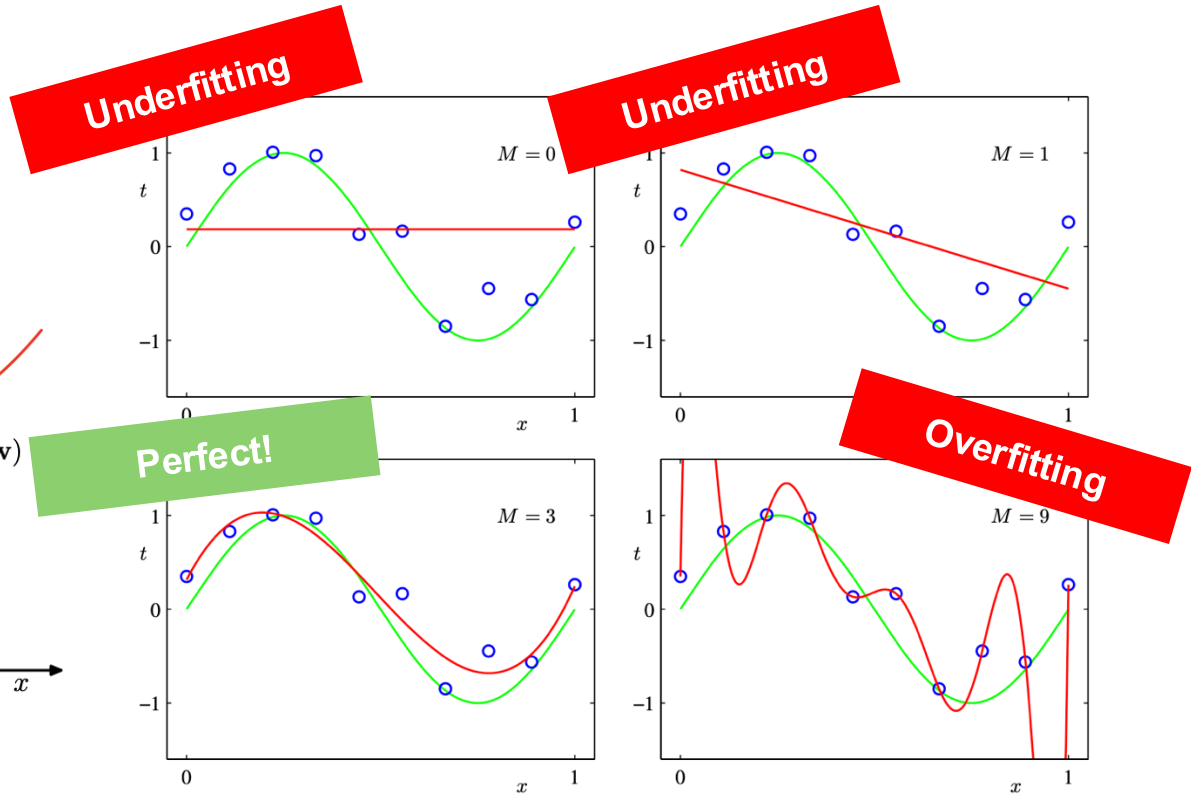 Underfitting
Underfitting
M = 0
1
t
0
−1
0
x
M = 1
1
t
0
−1
0
1
Perfect!
Overfitting
v)
x
M = 3
1
t
0
−1
0
x
1
M = 9
1
t
0
−1
0
x
1